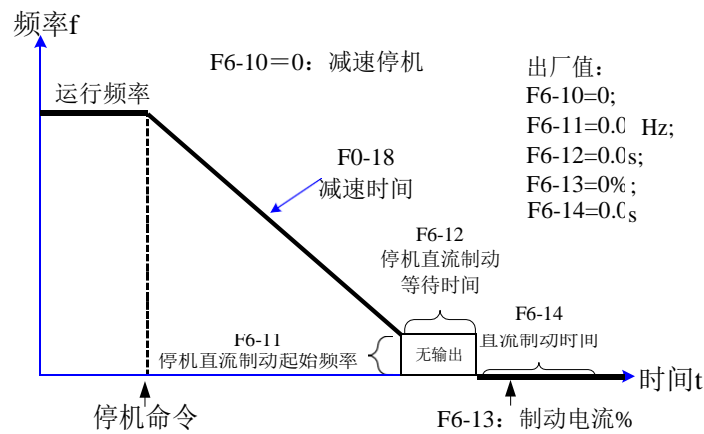 频率f
F6-10=0：减速停机
出厂值：
F6-10=0;
F6-11=0.0 Hz;
F6-12=0.0s;
F6-13=0%;
F6-14=0.0s
运行频率
F0-18
减速时间
F6-12
停机直流制动
等待时间
F6-11
停机直流制动起始频率
无输出
F6-14
直流制动时间
时间t
停机命令
F6-13：制动电流%